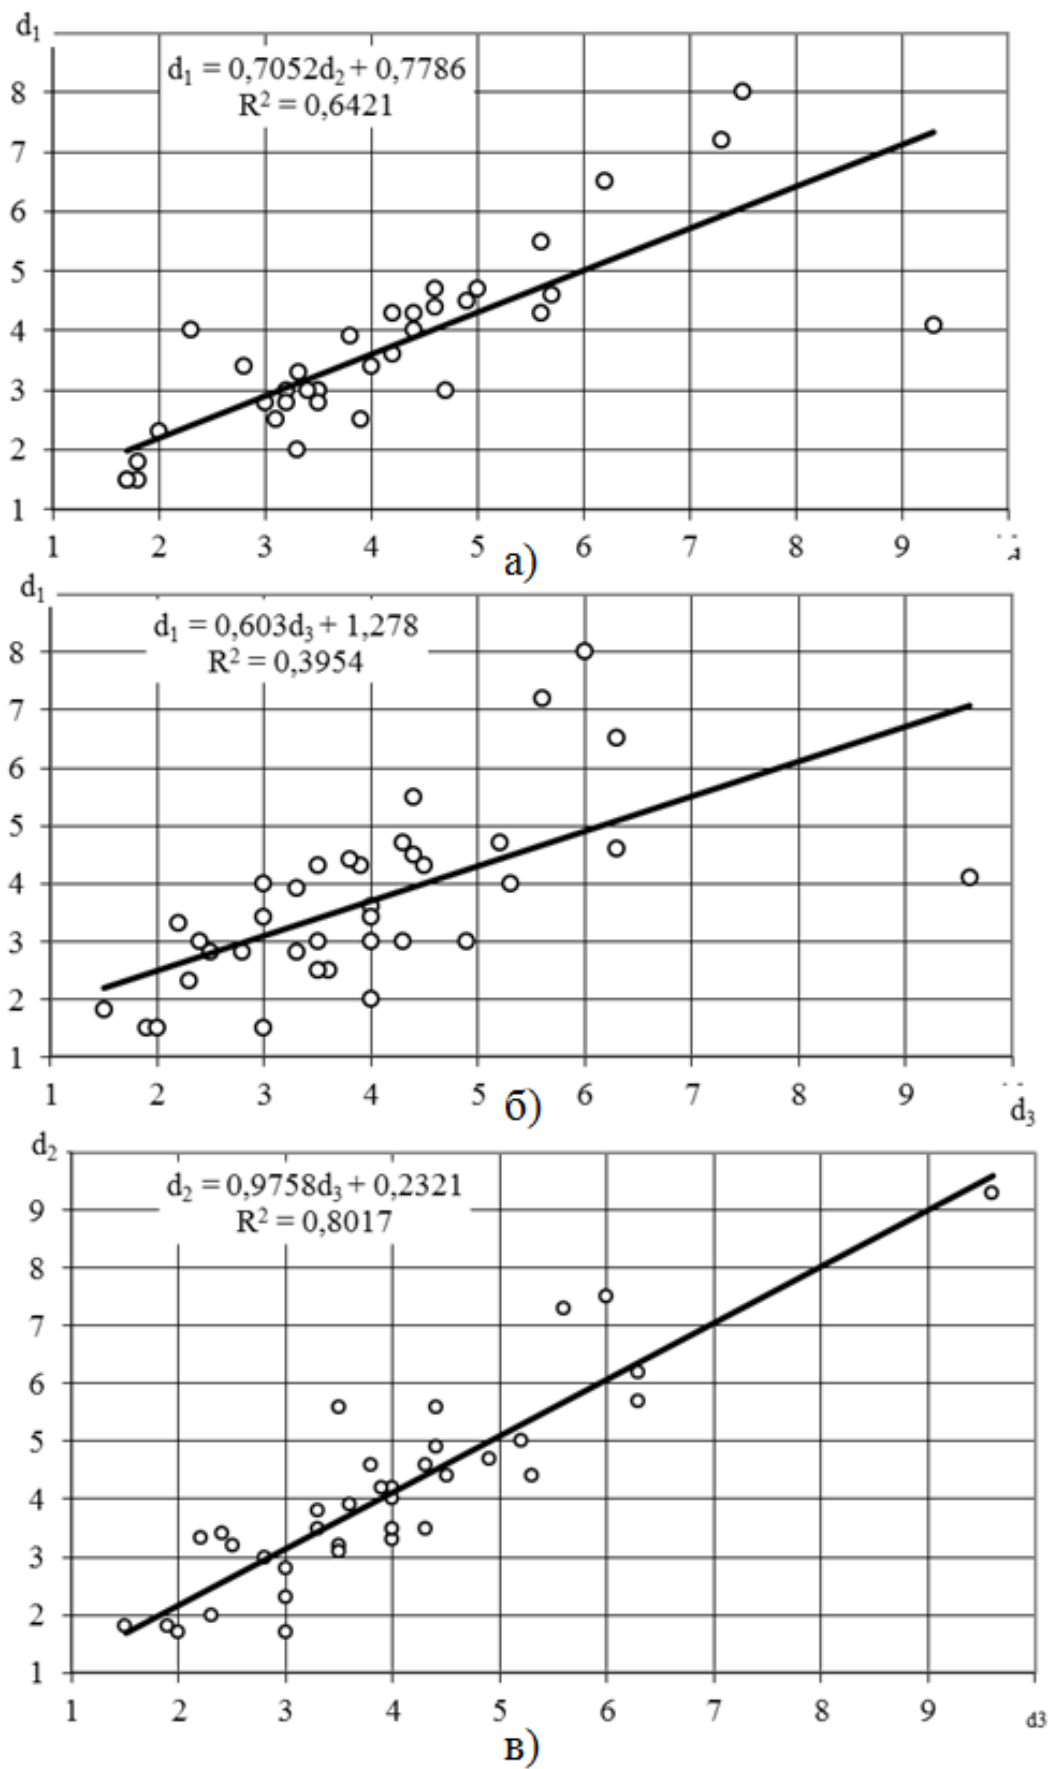 d₁
d₁ = 0,7052d₂ + 0,7786
R² = 0,6421
8
7
6
5
4
3
2
1
1 2 3 4 5 6 7 8 9
а)
d₁
d₁ = 0,603d₃ + 1,278
R² = 0,3954
8
7
6
5
4
3
2
1
1 2 3 4 5 6 7 8 9
б)
d₃
d₂
d₂ = 0,9758d₃ + 0,2321
R² = 0,8017
9
8
7
6
5
4
3
2
1
1 2 3 4 5 6 7 8 9 d3
в)